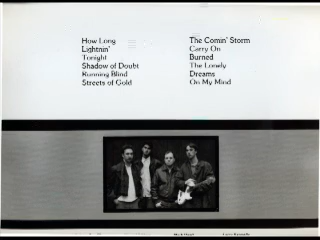 How Long
Lightnin'
Tonight
Shadow of Doubt
Running Blind
Streets of Gold
The Comin' Storm
Carry On
Burned
The Lonely
Dreams
On My Mind